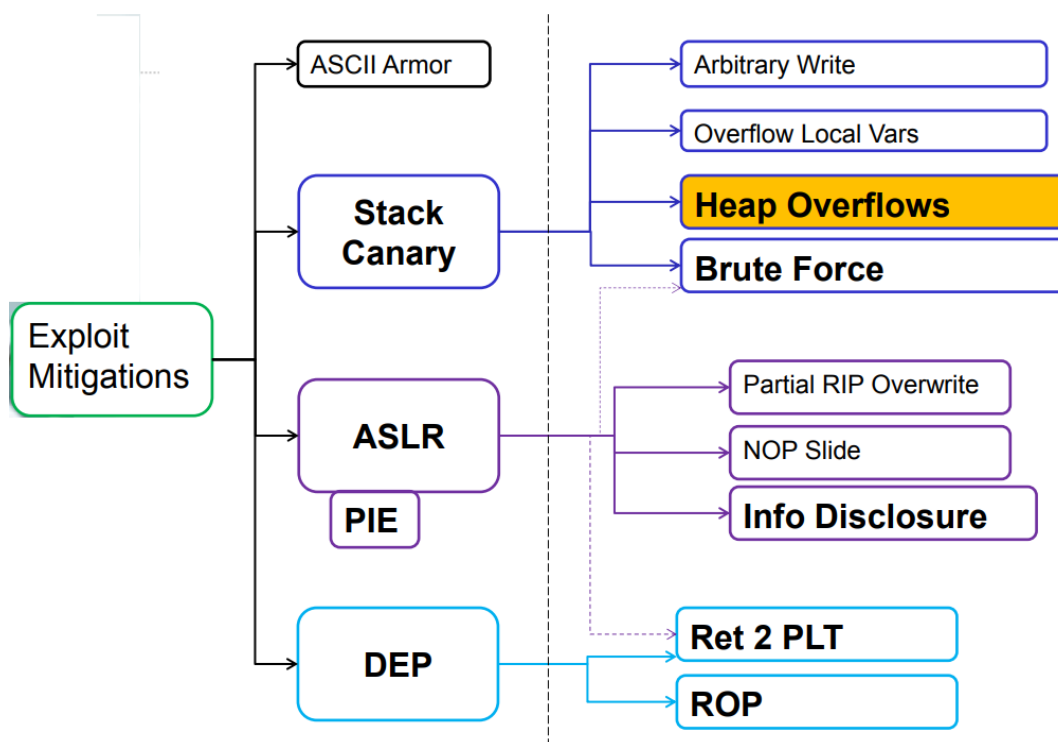 Exploit
Mitigations
ASCII Armor
Stack
Canary
ASLR
PIE
DEP
Arbitrary Write
Overflow Local Vars
Heap Overflows
Brute Force
Partial RIP Overwrite
NOP Slide
Info Disclosure
Ret 2 PLT
ROP